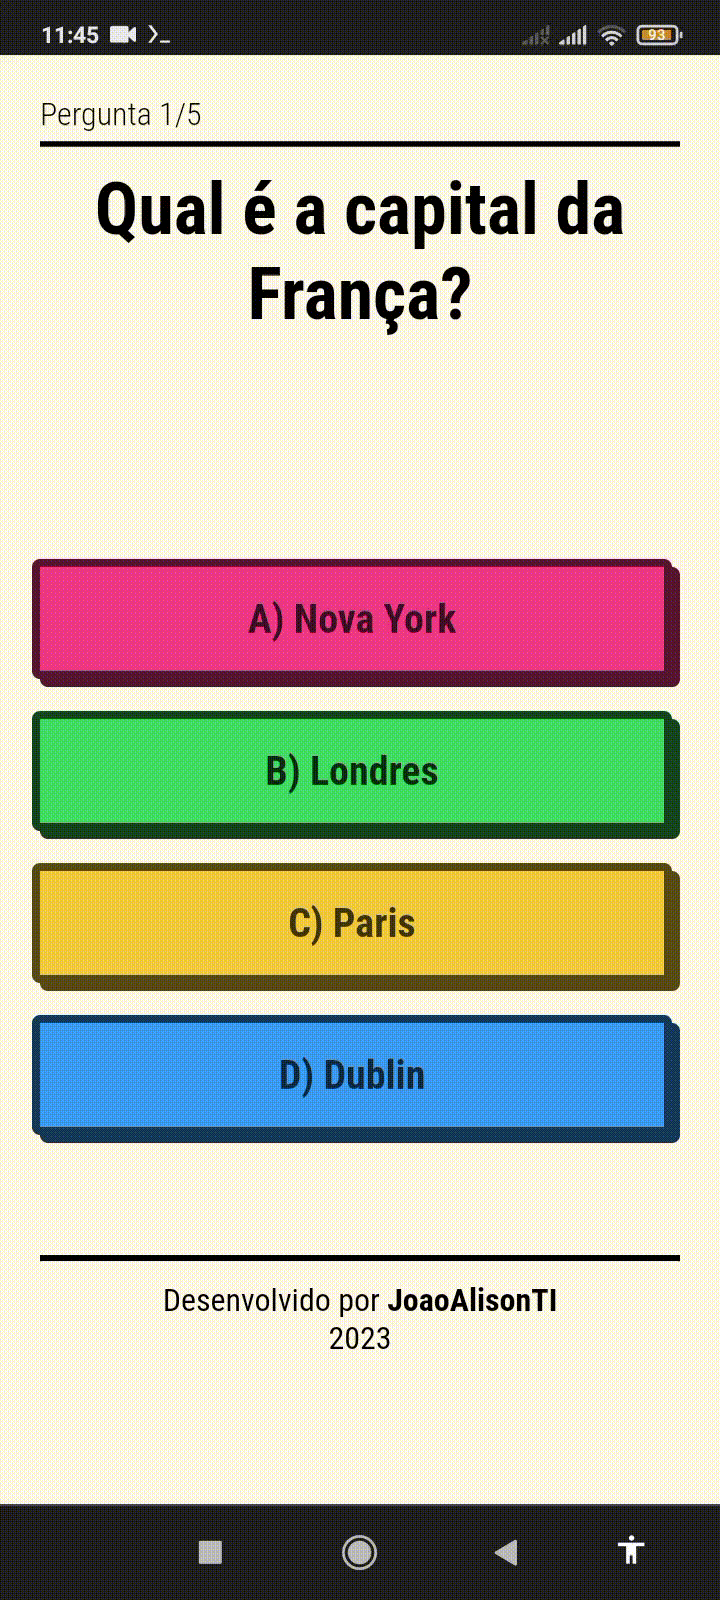 11:45
93
Pergunta 1/5
Qual é a capital da
França?
A) Nova York
B) Londres
C) Paris
D) Dublin
Desenvolvido por JoaoAlisonTI
2023